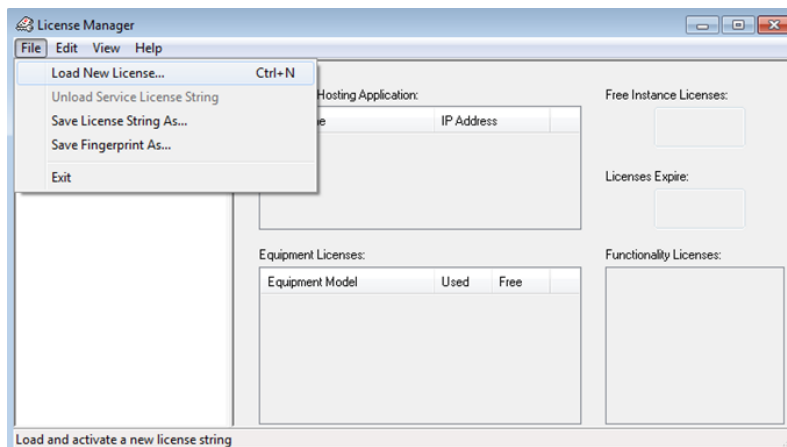 License Manager
File Edit View Help
Load New License... Ctrl+N
Unload Service License String
Save License String As...
Save Fingerprint As...
Exit
Hosting Application:
IP Address
Free Instance Licenses:
Licenses Expire:
Equipment Licenses:
Equipment Model Used Free
Functionality Licenses:
Load and activate a new license string